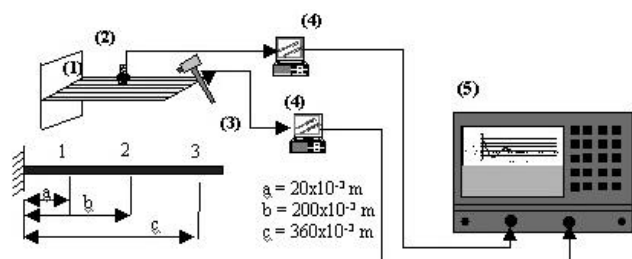 (4)
(2)
(1)
(5)
(4)
(3)
1 2 3
a
b
c
a = 20x10⁻³ m
b = 200x10⁻³ m
c = 360x10⁻³ m